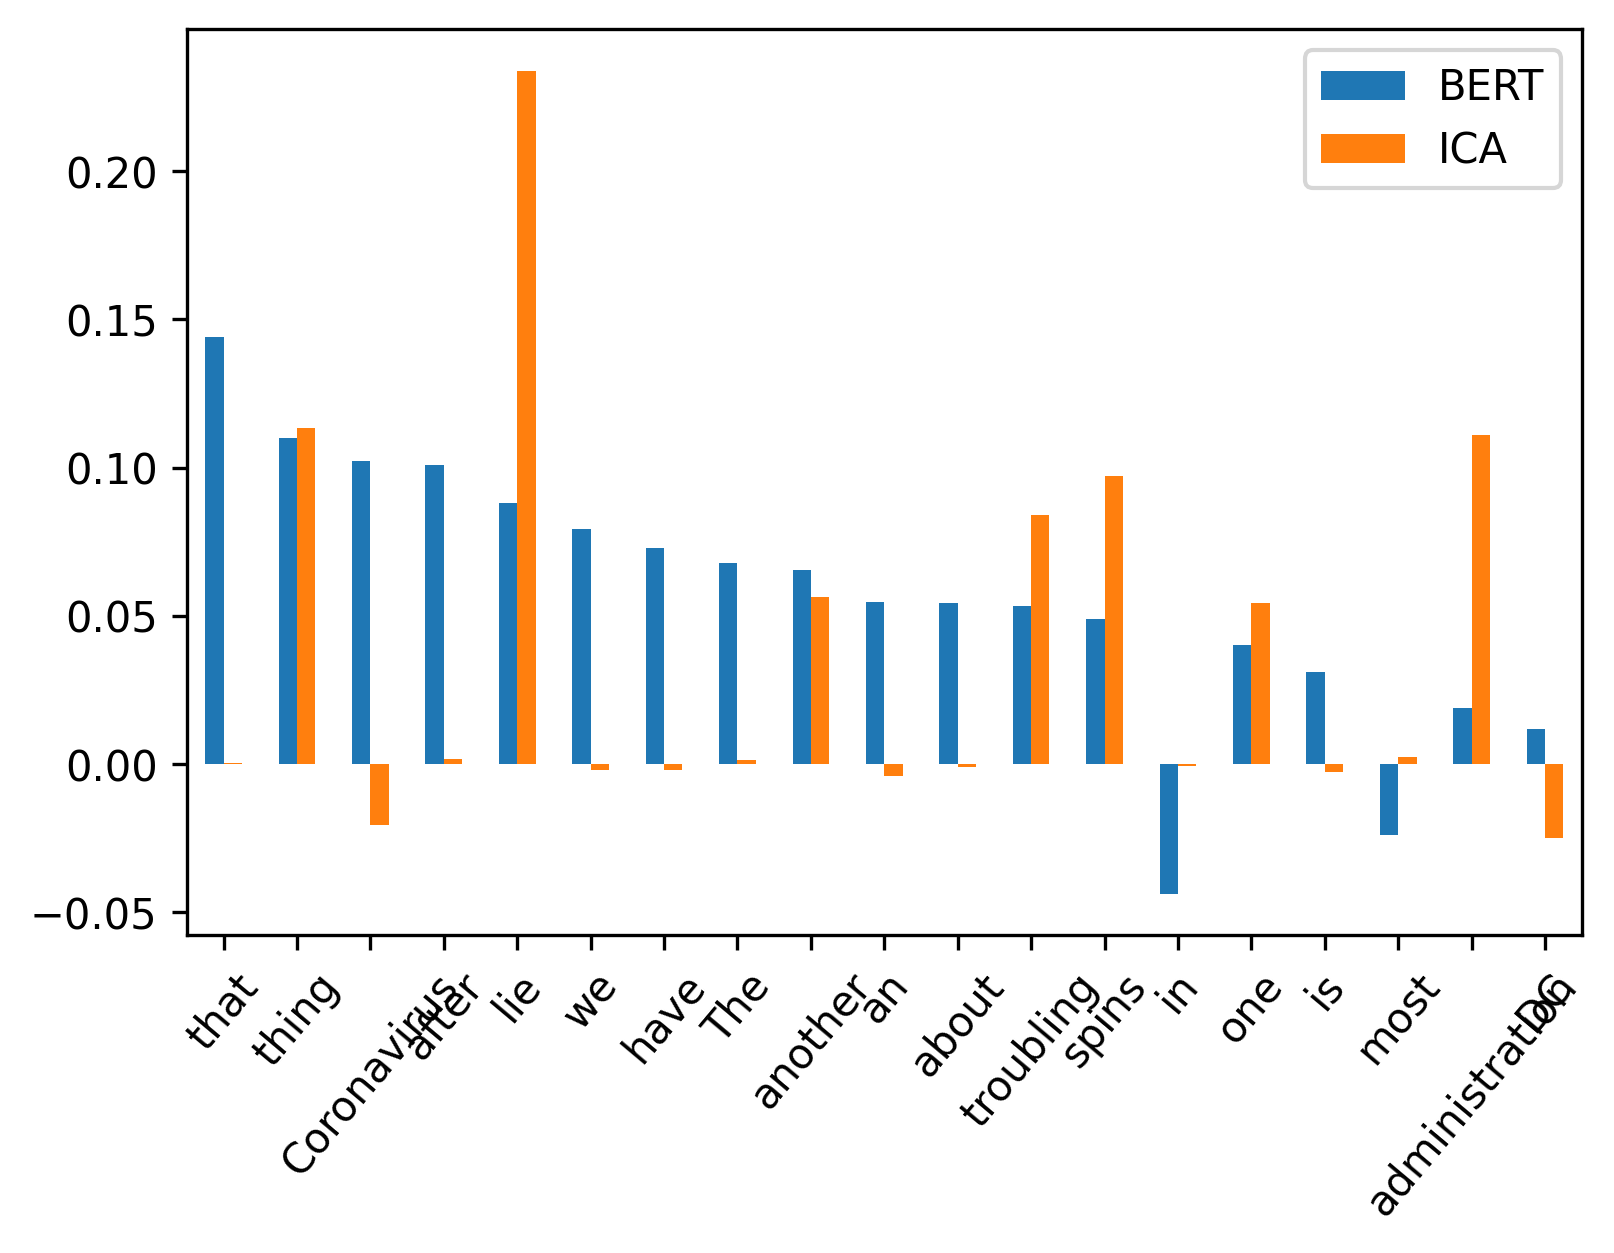 BERT
ICA
0.20
0.15
0.10
0.05
0.00
−0.05
that
thing
Coronavirus
after
lie
we
have
The
another
an
about
troubling
spins
in
one
is
most
administration
DC